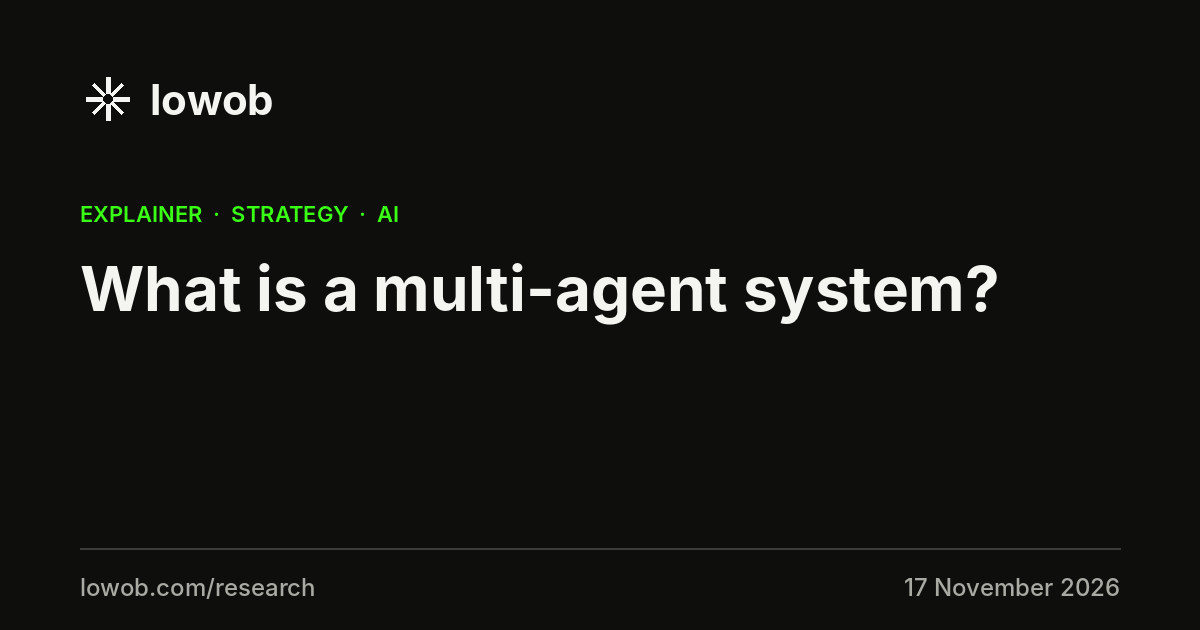 lowob
EXPLAINER · STRATEGY · AI
What is a multi-agent system?
lowob.com/research
17 November 2026